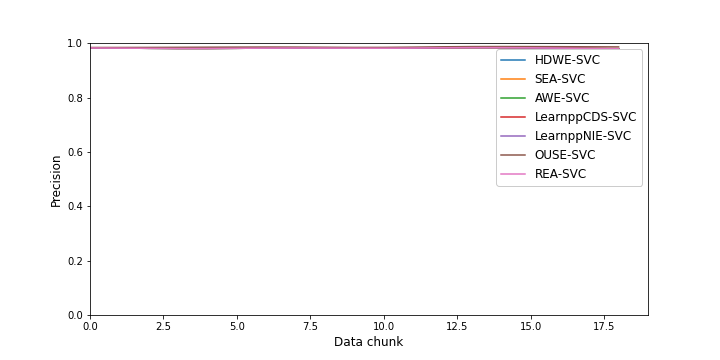 1.0
0.8
0.6
0.4
0.2
0.0
Precision
0.0 2.5 5.0 7.5 10.0 12.5 15.0 17.5
Data chunk
HDWE-SVC
SEA-SVC
AWE-SVC
LearnppCDS-SVC
LearnppNIE-SVC
OUSE-SVC
REA-SVC